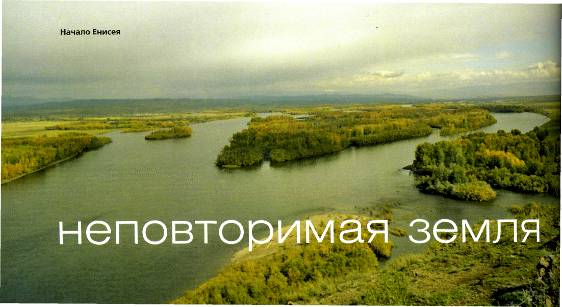 Начало Енисея
неповторимая земля